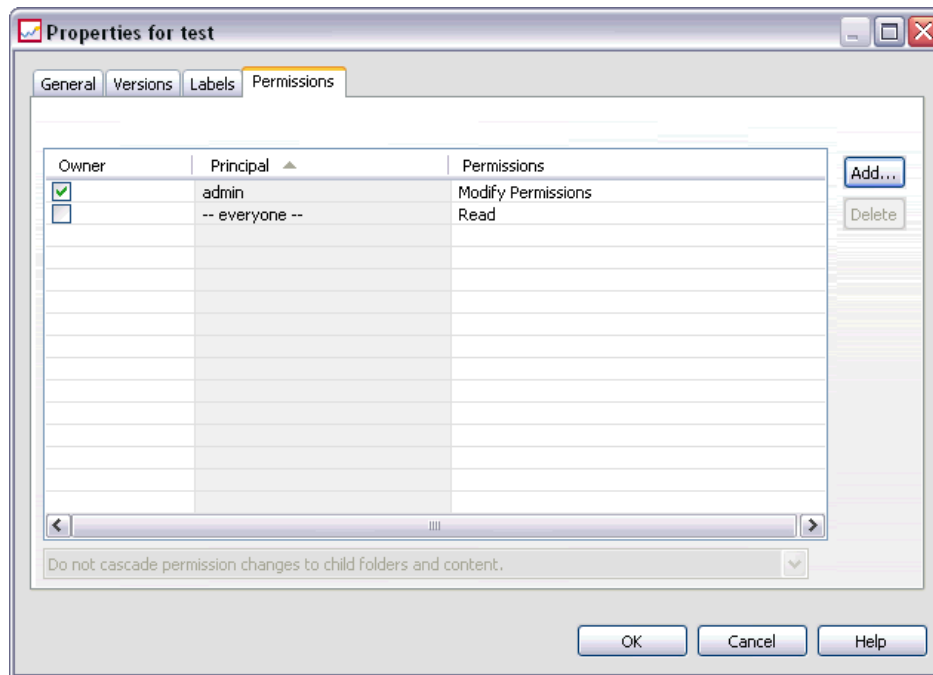 Properties for test
General Versions Labels Permissions
Owner Principal Permissions
Add...
admin Modify Permissions
-- everyone -- Read
Delete
Do not cascade permission changes to child folders and content.
OK Cancel Help